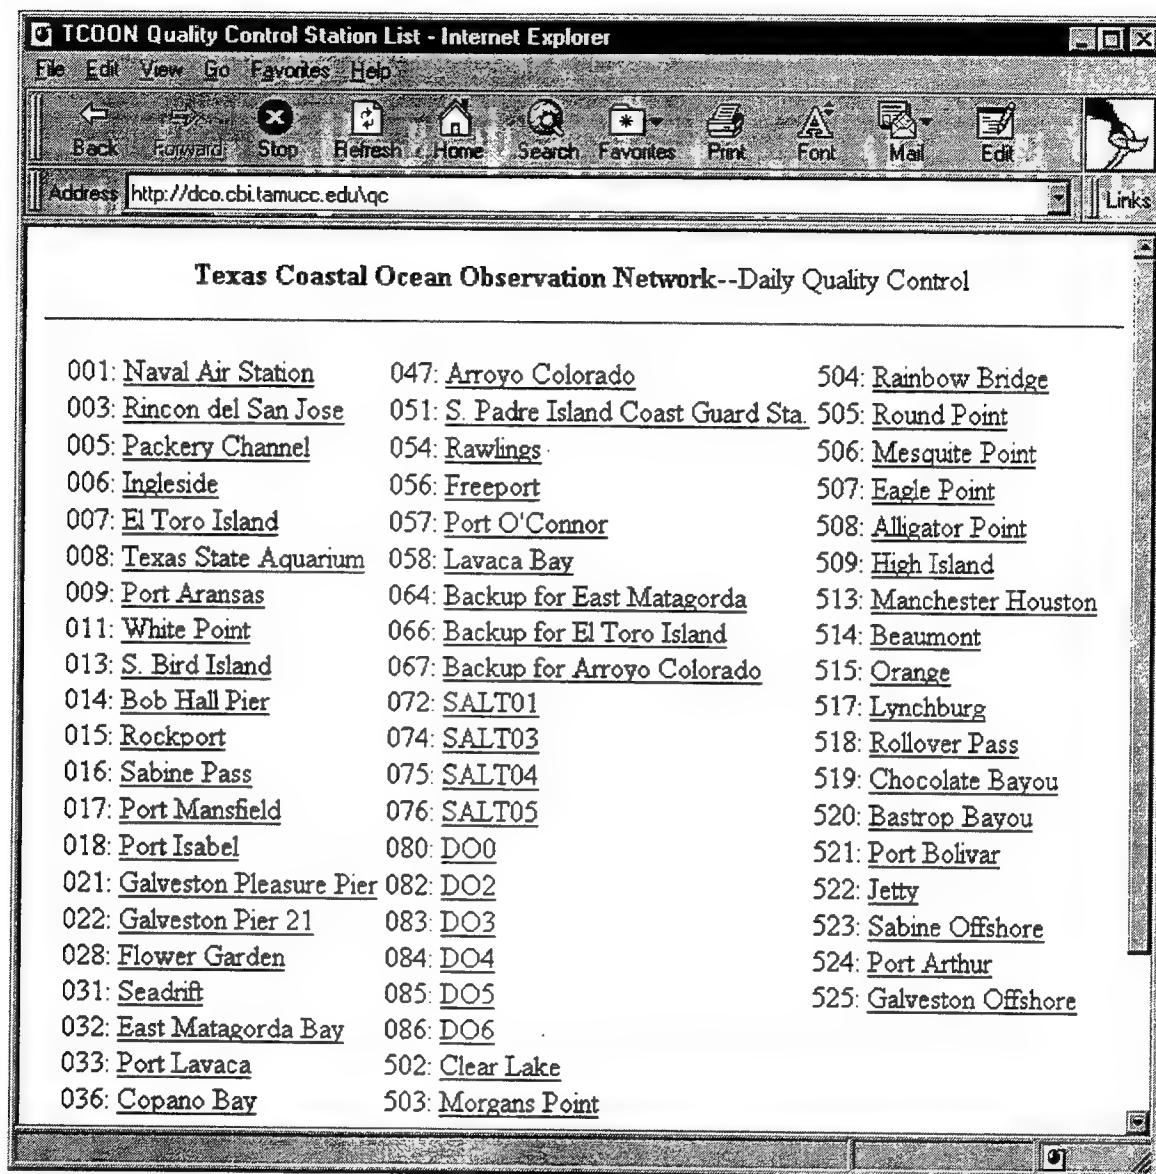 TCOON Quality Control Station List - Internet Explorer
File Edit View Go Favorites Help
Back Forward Stop Refresh Home Search Favorites Print Font Mail Edit
Address http://dco.cbi.tamucc.edu\qc Links
Texas Coastal Ocean Observation Network--Daily Quality Control
001: Naval Air Station
003: Rincon del San Jose
005: Packery Channel
006: Ingleside
007: El Toro Island
008: Texas State Aquarium
009: Port Aransas
011: White Point
013: S. Bird Island
014: Bob Hall Pier
015: Rockport
016: Sabine Pass
017: Port Mansfield
018: Port Isabel
021: Galveston Pleasure Pier
022: Galveston Pier 21
028: Flower Garden
031: Seadrift
032: East Matagorda Bay
033: Port Lavaca
036: Copano Bay
047: Arroyo Colorado
051: S. Padre Island Coast Guard Sta.
054: Rawlings
056: Freeport
057: Port O'Connor
058: Lavaca Bay
064: Backup for East Matagorda
066: Backup for El Toro Island
067: Backup for Arroyo Colorado
072: SALT01
074: SALT03
075: SALT04
076: SALT05
080: DO0
082: DO2
083: DO3
084: DO4
085: DO5
086: DO6
502: Clear Lake
503: Morgans Point
504: Rainbow Bridge
505: Round Point
506: Mesquite Point
507: Eagle Point
508: Alligator Point
509: High Island
513: Manchester Houston
514: Beaumont
515: Orange
517: Lynchburg
518: Rollover Pass
519: Chocolate Bayou
520: Bastrop Bayou
521: Port Bolivar
522: Jetty
523: Sabine Offshore
524: Port Arthur
525: Galveston Offshore